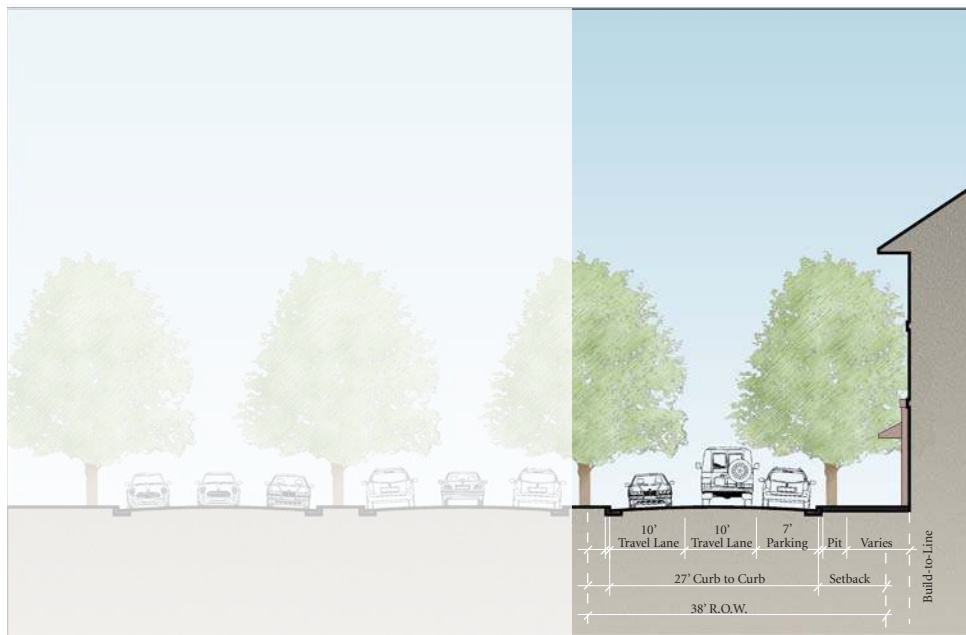 10’ 10’ 7’
Travel Lane Travel Lane Parking Pit Varies
27’ Curb to Curb Setback
38’ R.O.W.
Build-to-Line